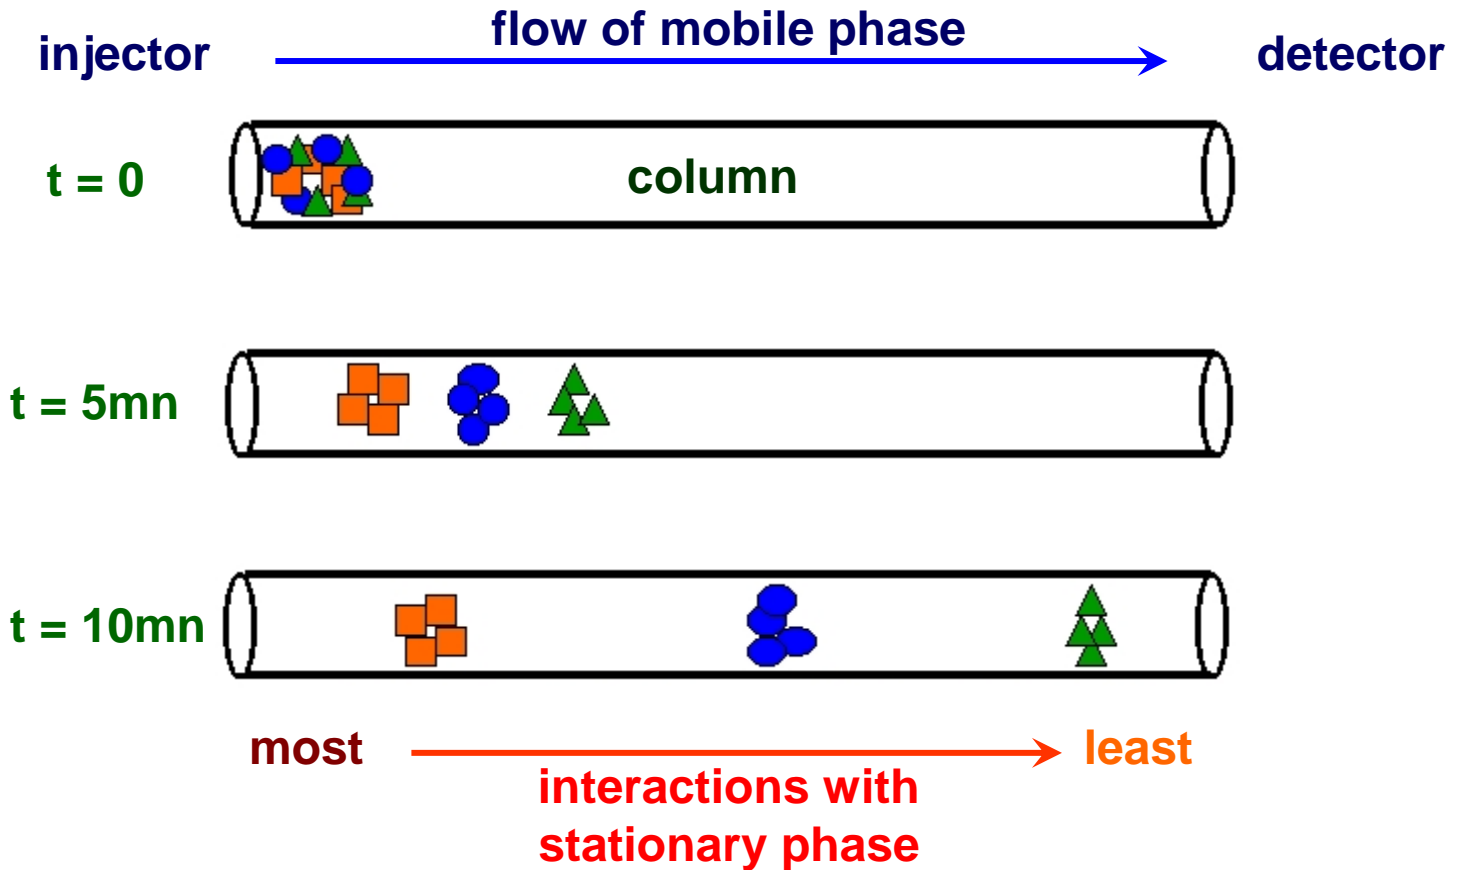 flow of mobile phase
injector
detector
t = 0
column
t = 5mn
t = 10mn
most
least
interactions with
stationary phase